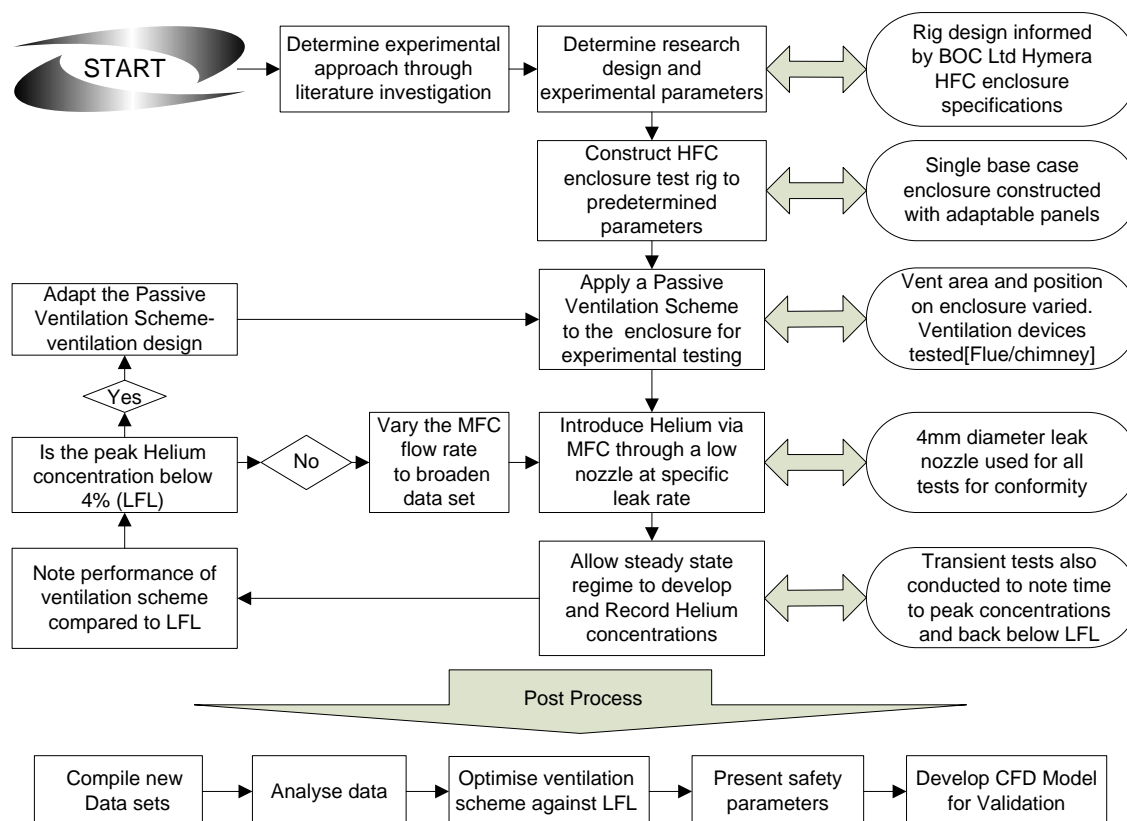 START
Determine experimental
approach through
literature investigation
Determine research
design and
experimental parameters
Rig design informed
by BOC Ltd Hymera
HFC enclosure
specifications
Construct HFC
enclosure test rig to
predetermined
parameters
Single base case
enclosure constructed
with adaptable panels
Adapt the Passive
Ventilation Scheme-
ventilation design
Apply a Passive
Ventilation Scheme
to the enclosure for
experimental testing
Vent area and position
on enclosure varied.
Ventilation devices
tested[Flue/chimney]
Yes
Is the peak Helium
concentration below
4% (LFL)
No
Vary the MFC
flow rate
to broaden
data set
Introduce Helium via
MFC through a low
nozzle at specific
leak rate
4mm diameter leak
nozzle used for all
tests for conformity
Note performance of
ventilation scheme
compared to LFL
Allow steady state
regime to develop
and Record Helium
concentrations
Transient tests also
conducted to note time
to peak concentrations
and back below LFL
Post Process
Compile new
Data sets
Analyse data
Optimise ventilation
scheme against LFL
Present safety
parameters
Develop CFD Model
for Validation